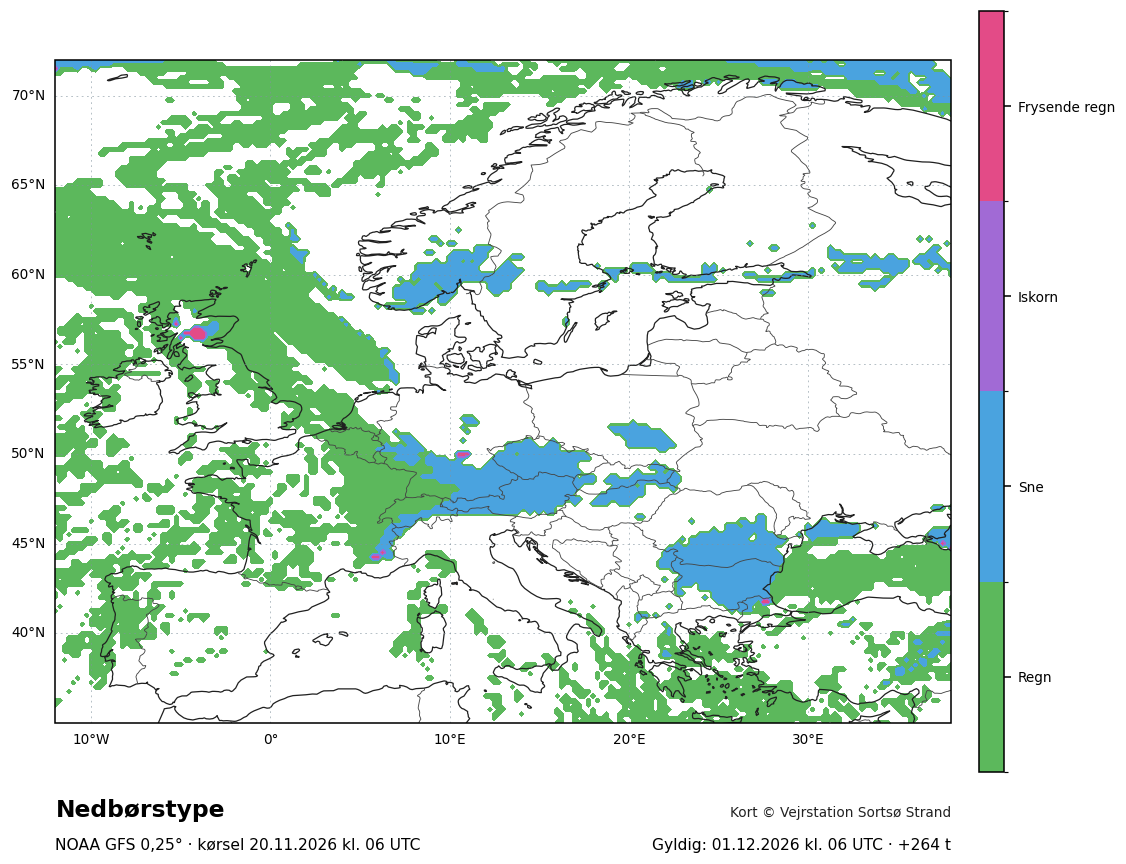 70°N
65°N
60°N
55°N
50°N
45°N
40°N
10°W
0°
10°E
20°E
30°E
Frysende regn
Iskorn
Sne
Regn
Nedbørstype
Kort © Vejrstation Sortsø Strand
NOAA GFS 0,25° · kørsel 20.11.2026 kl. 06 UTC
Gyldig: 01.12.2026 kl. 06 UTC · +264 t